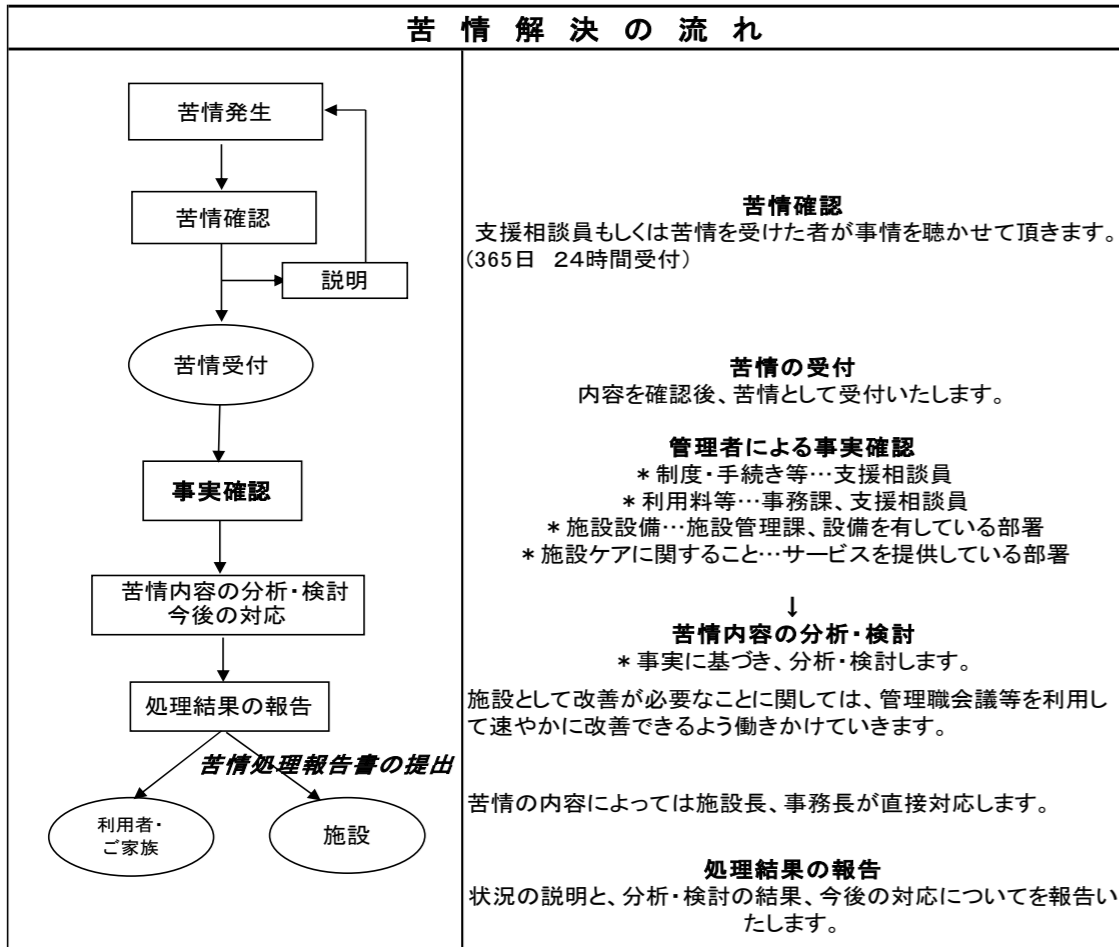 苦情解決の流れ
苦情発生
苦情確認
説明
苦情受付
事実確認
苦情内容の分析・検討
今後の対応
処理結果の報告
苦情処理報告書の提出
利用者・
ご家族
施設
苦情確認
支援相談員もしくは苦情を受けた者が事情を聴かせて頂きます。
(365日 24時間受付)
苦情の受付
内容を確認後、苦情として受付いたします。
管理者による事実確認
＊制度・手続き等…支援相談員
＊利用料等…事務課、支援相談員
＊施設設備…施設管理課、設備を有している部署
＊施設ケアに関すること…サービスを提供している部署
↓
苦情内容の分析・検討
＊事実に基づき、分析・検討します。
施設として改善が必要なことに関しては、管理職会議等を利用し
て速やかに改善できるよう働きかけていきます。
苦情の内容によっては施設長、事務長が直接対応します。
処理結果の報告
状況の説明と、分析・検討の結果、今後の対応についてを報告い
たします。